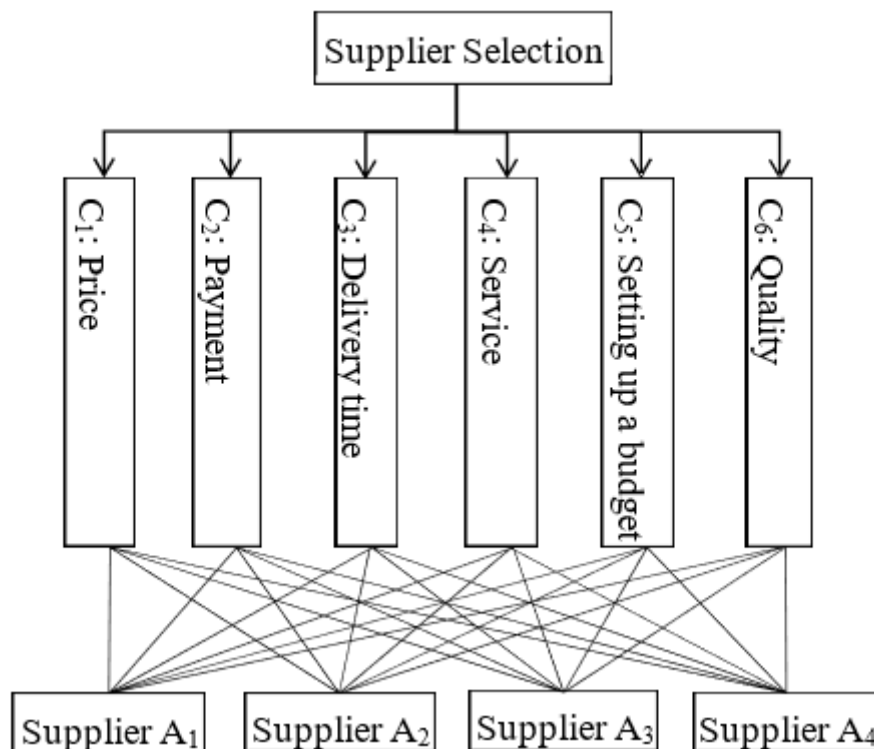 Supplier Selection
C₁: Price
C₂: Payment
C₃: Delivery time
C₄: Service
C₅: Setting up a budget
C₆: Quality
Supplier A₁
Supplier A₂
Supplier A₃
Supplier A₄